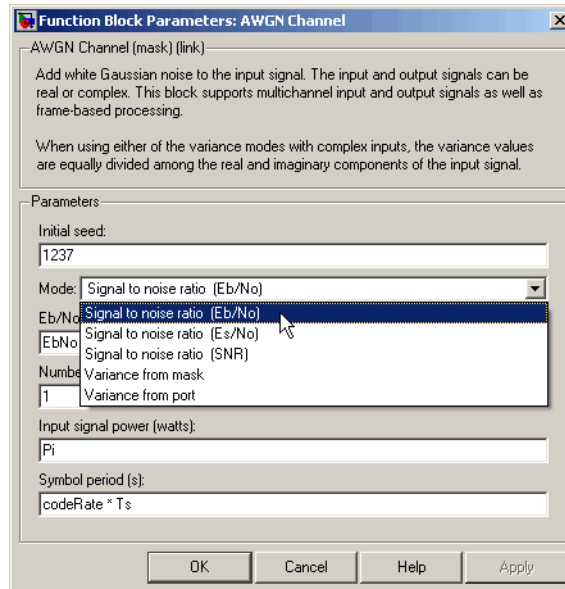 Function Block Parameters: AWGN Channel
AWGN Channel (mask) (link)
Add white Gaussian noise to the input signal. The input and output signals can be
real or complex. This block supports multichannel input and output signals as well as
frame-based processing.
When using either of the variance modes with complex inputs, the variance values
are equally divided among the real and imaginary components of the input signal.
Parameters
Initial seed:
1237
Mode: Signal to noise ratio (Eb/No)
Eb/No
Signal to noise ratio (Eb/No)
EbNo
Signal to noise ratio (Es/No)
Signal to noise ratio (SNR)
Numbe
Variance from mask
1
Variance from port
Input signal power (watts):
Pi
Symbol period (s):
codeRate * Ts
OK Cancel Help Apply